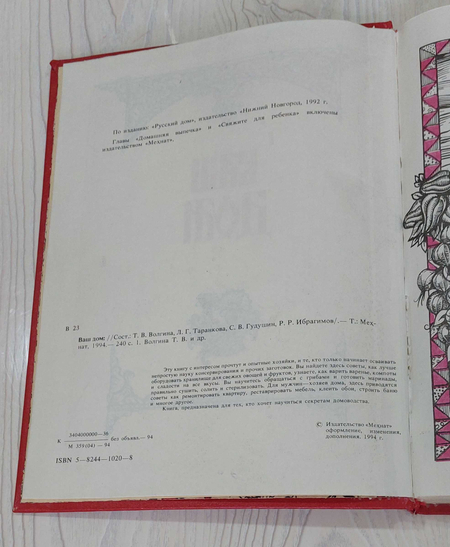 По изданию «Русский дом», издательство «Нижний Новгород, 1992 г.
Главы «Домашняя выпечка» и «Свяжите для ребенка» включены
издательством «Мехнат».
В 23
Ваш дом: //Сост.: Т. В. Волгина, Л. Г. Таранкова, С. В. Гудушин, Р. Р. Ибрагимов/.— Т.: Мех-
нат, 1994.— 240 с. 1. Волгина Т. В. и др.
Эту книгу с интересом прочтут и опытные хозяйки, и те, кто только начинает осваивать
непростую науку консервирования и прочих заготовок. Вы найдете здесь советы, как лучше
оборудовать хранилище для свежих овощей и фруктов, узнаете, как варить варенье, компоты
и сладости на все вкусы. Вы научитесь обращаться с грибами и готовить маринады,
правильно сушить, солить и стерилизовать. Для мужчин — хозяев дома, здесь приводятся
советы как ремонтировать квартиру, реставрировать мебель, клеить обои, строить баню
и многое другое.
Книга, предназначена для тех, кто хочет научиться секретам домоводства.
3404000000—36
К без объявл.— 94
М 359 (04) — 94
ISBN 5—8244—1020—8
© Издательство «Мехнат»
оформление, изменения,
дополнения. 1994 г.